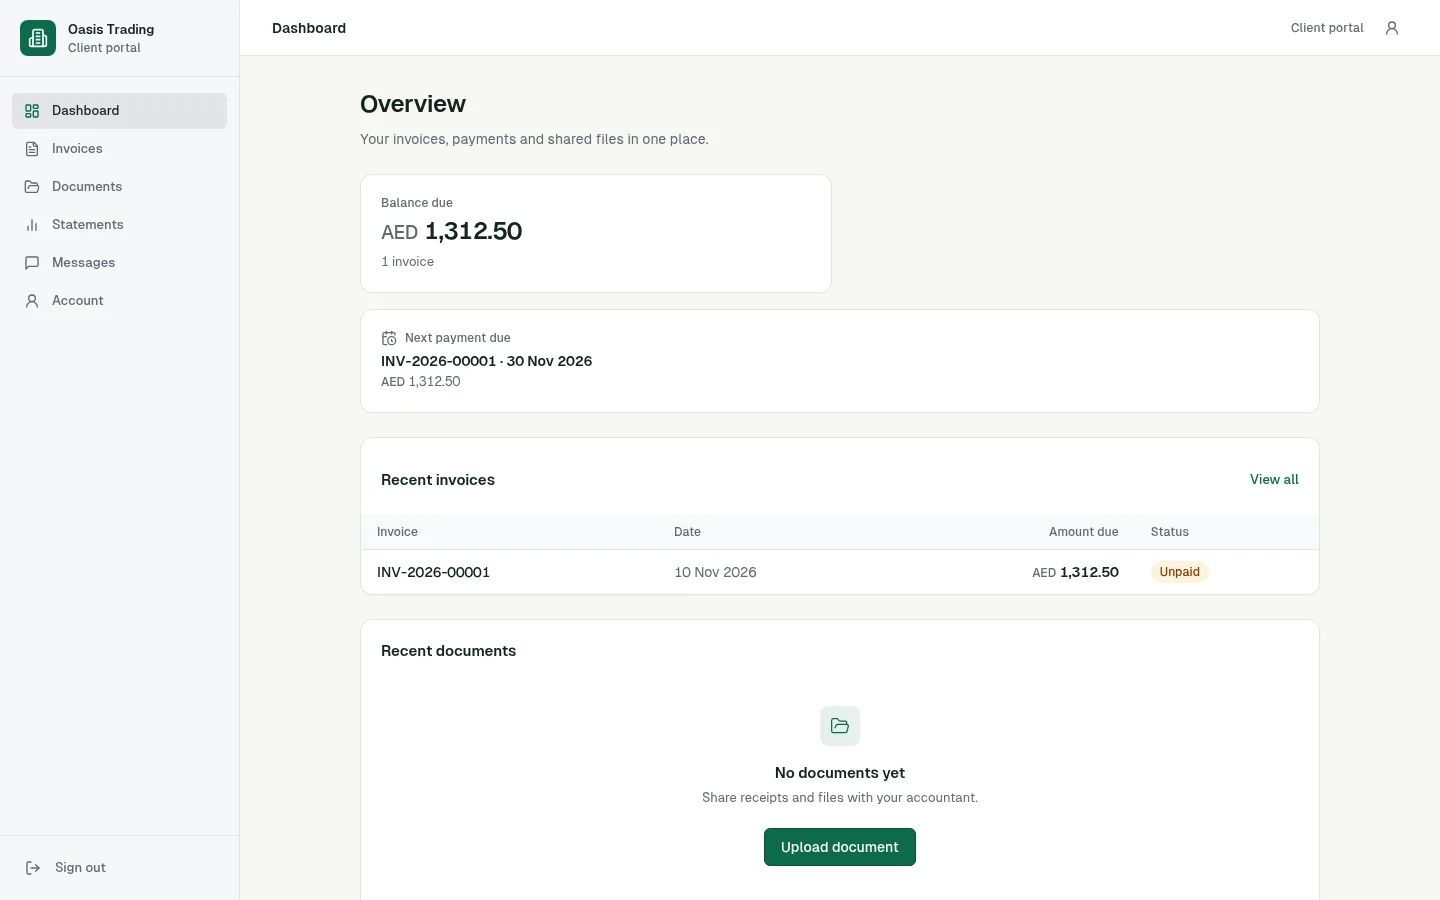 Oasis Trading
Client portal
Dashboard
Invoices
Documents
Statements
Messages
Account
Sign out
Dashboard
Client portal
Overview
Your invoices, payments and shared files in one place.
Balance due
AED 1,312.50
1 invoice
Next payment due
INV-2026-00001 · 30 Nov 2026
AED 1,312.50
Recent invoices
View all
Invoice Date Amount due Status
INV-2026-00001 10 Nov 2026 AED 1,312.50 Unpaid
Recent documents
No documents yet
Share receipts and files with your accountant.
Upload document